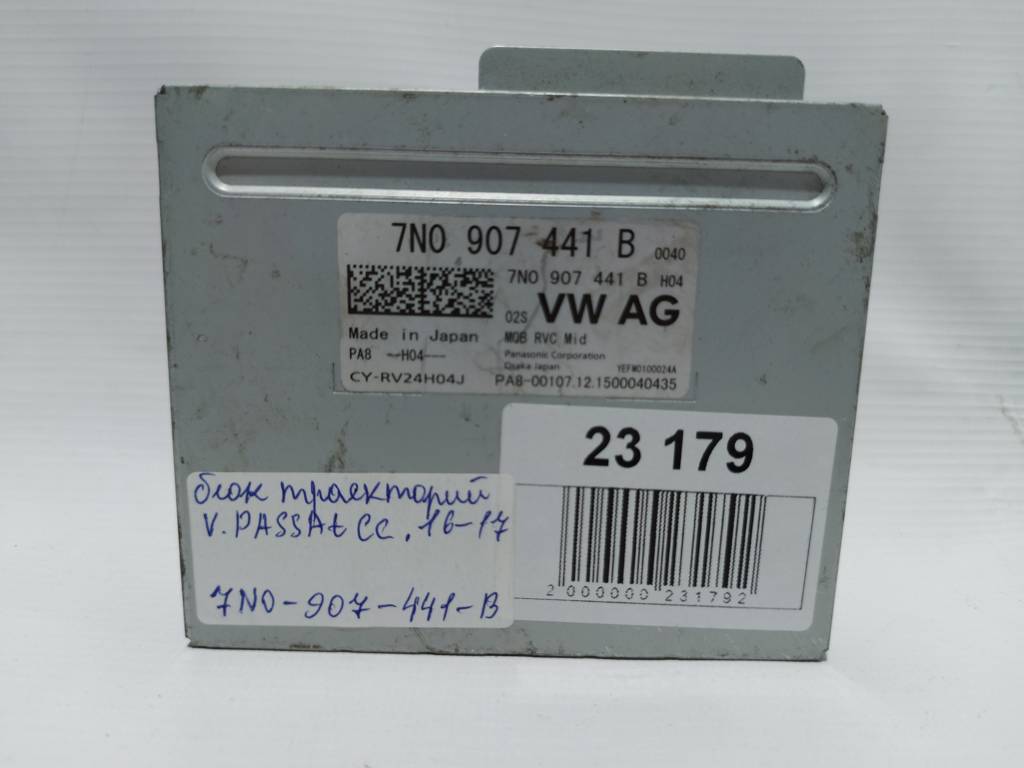 7N0 907 441 B 0040
7N0 907 441 B H04
02S VW AG
Made in Japan MQB RVC Mid
PA8 -H04- Panasonic Corporation
Osaka Japan YEFM0100024A
CY-RV24H04J PA8-00107.12.1500040435
23 179
2 000000 231792
блок траекторий
V. PASSAt CC. 16-17
7N0-907-441-B